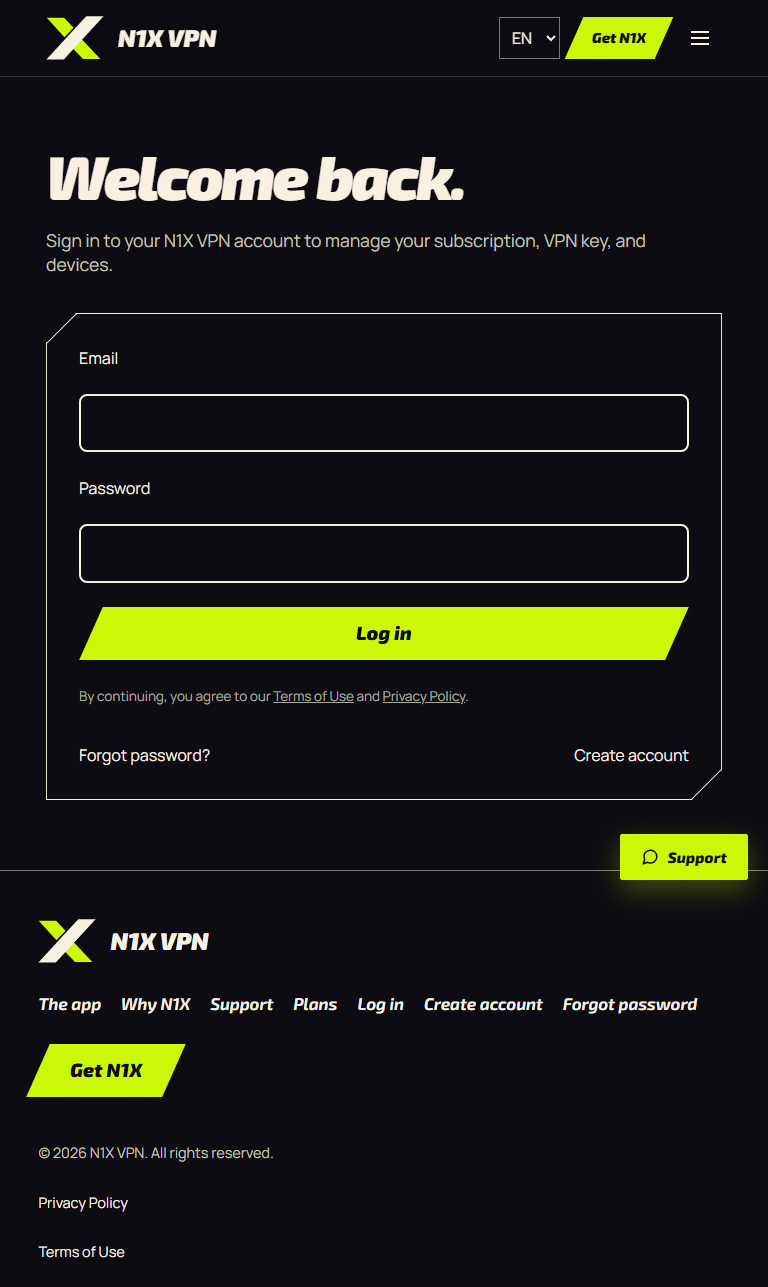 N1X VPN
EN
Get N1X
Welcome back.
Sign in to your N1X VPN account to manage your subscription, VPN key, and
devices.
Email
Password
Log in
By continuing, you agree to our Terms of Use and Privacy Policy.
Forgot password?
Create account
Support
N1X VPN
The app
Why N1X
Support
Plans
Log in
Create account
Forgot password
Get N1X
© 2026 N1X VPN. All rights reserved.
Privacy Policy
Terms of Use